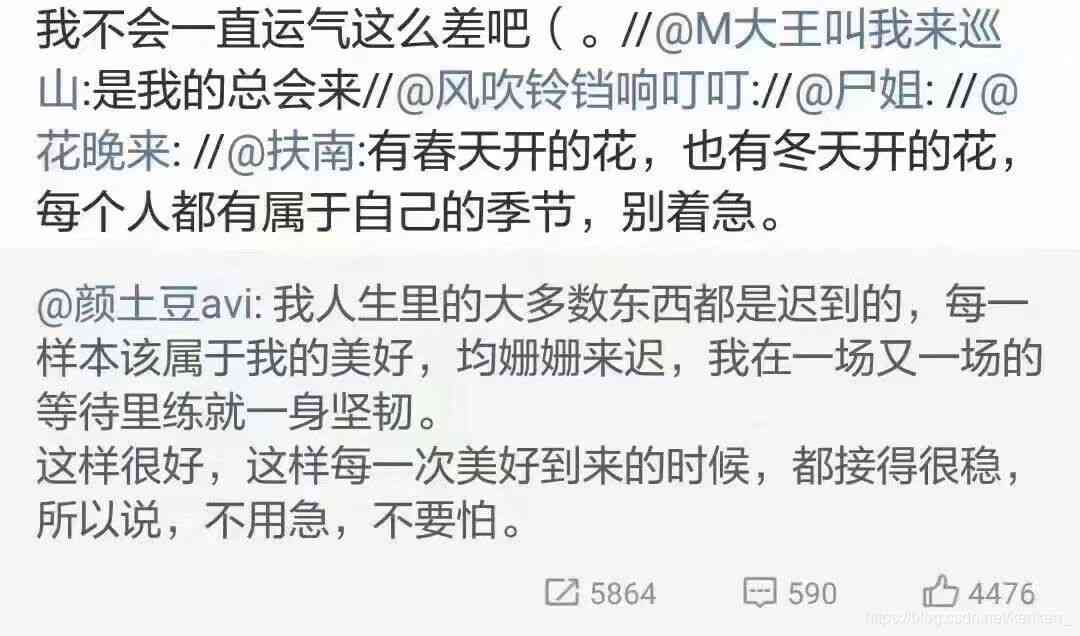 我不会一直运气这么差吧（。//@M大王叫我来巡
山:是我的总会来//@风吹铃铛响叮叮://@尸姐: //@
花晚来: //@扶南:有春天开的花，也有冬天开的花，
每个人都有属于自己的季节，别着急。
@颜土豆avi: 我人生里的大多数东西都是迟到的，每一
样本该属于我的美好，均姗姗来迟，我在一场又一场的
等待里练就一身坚韧。
这样很好，这样每一次美好到来的时候，都接得很稳，
所以说，不用急，不要怕。
5864 590 4476